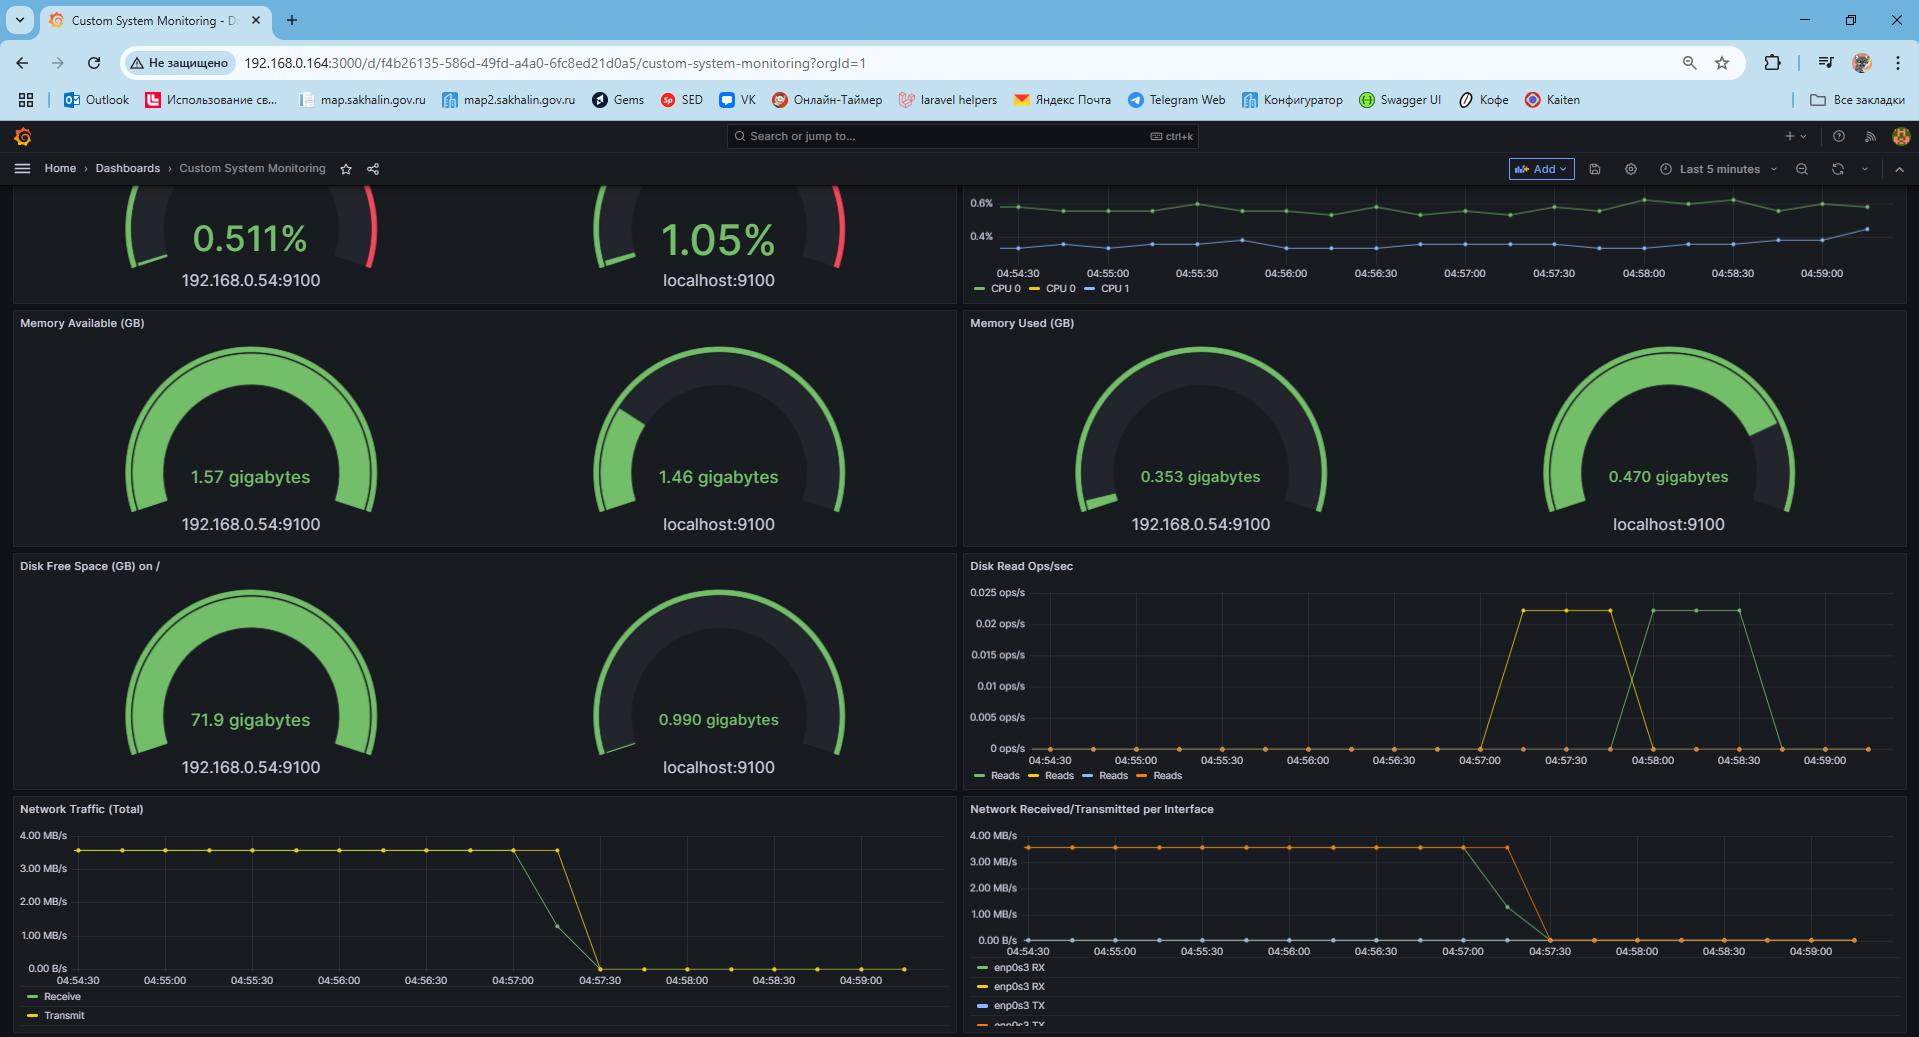 Custom System Monitoring - D
Не защищено
192.168.0.164:3000/d/f4b26135-586d-49fd-a4a0-6fc8ed21d0a5/custom-system-monitoring?orgId=1
Outlook
Использование св...
map.sakhalin.gov.ru
map2.sakhalin.gov.ru
Gems
SED
VK
Онлайн-Таймер
laravel helpers
Яндекс Почта
Telegram Web
Конфигуратор
Swagger UI
Кофе
Kaiten
Все закладки
Search or jump to...
ctrl+k
Home › Dashboards › Custom System Monitoring
Add
Last 5 minutes
0.511%
192.168.0.54:9100
1.05%
localhost:9100
0.6%
0.4%
04:54:30 04:55:00 04:55:30 04:56:00 04:56:30 04:57:00 04:57:30 04:58:00 04:58:30 04:59:00
CPU 0 CPU 0 CPU 1
Memory Available (GB)
1.57 gigabytes
192.168.0.54:9100
1.46 gigabytes
localhost:9100
Memory Used (GB)
0.353 gigabytes
192.168.0.54:9100
0.470 gigabytes
localhost:9100
Disk Free Space (GB) on /
71.9 gigabytes
192.168.0.54:9100
0.990 gigabytes
localhost:9100
Disk Read Ops/sec
0.025 ops/s
0.02 ops/s
0.015 ops/s
0.01 ops/s
0.005 ops/s
0 ops/s
04:54:30 04:55:00 04:55:30 04:56:00 04:56:30 04:57:00 04:57:30 04:58:00 04:58:30 04:59:00
Reads Reads Reads Reads
Network Traffic (Total)
4.00 MB/s
3.00 MB/s
2.00 MB/s
1.00 MB/s
0.00 B/s
04:54:30 04:55:00 04:55:30 04:56:00 04:56:30 04:57:00 04:57:30 04:58:00 04:58:30 04:59:00
Receive
Transmit
Network Received/Transmitted per Interface
4.00 MB/s
3.00 MB/s
2.00 MB/s
1.00 MB/s
0.00 B/s
04:54:30 04:55:00 04:55:30 04:56:00 04:56:30 04:57:00 04:57:30 04:58:00 04:58:30 04:59:00
enp0s3 RX
enp0s3 RX
enp0s3 TX
enp0s3 TX